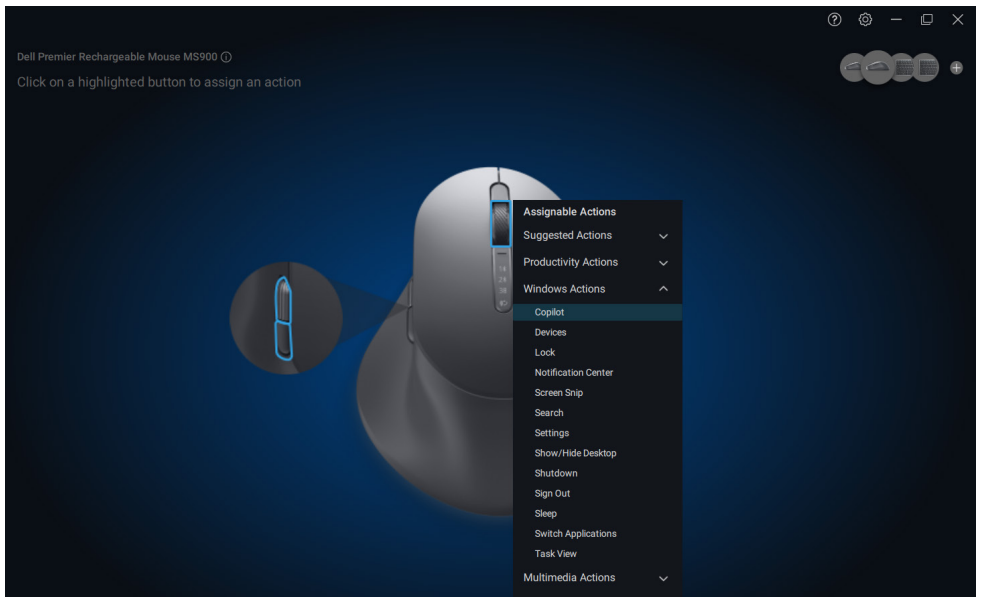 Dell Premier Rechargeable Mouse MS900
Click on a highlighted button to assign an action
Assignable Actions
Suggested Actions
Productivity Actions
Windows Actions
Copilot
Devices
Lock
Notification Center
Screen Snip
Search
Settings
Show/Hide Desktop
Shutdown
Sign Out
Sleep
Switch Applications
Task View
Multimedia Actions